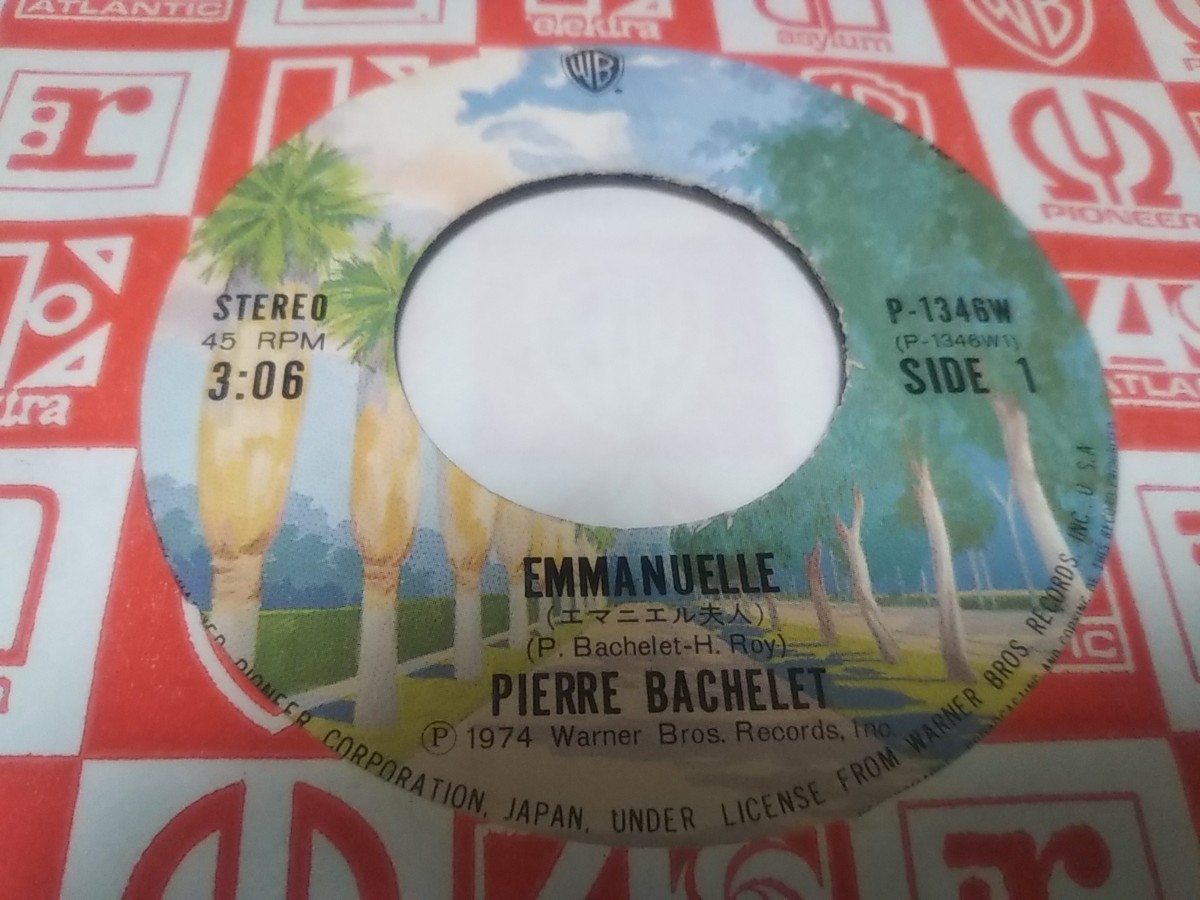 ATLANTIC
elektra
asylum
WB
WB
r
PIONEER
STEREO
45 RPM
3:06
P-1346W
(P-1346W1)
SIDE 1
EMMANUELLE
(エマニエル夫人)
(P. Bachelet-H. Roy)
PIERRE BACHELET
Ⓟ 1974 Warner Bros. Records, Inc.
PIONEER CORPORATION, JAPAN, UNDER LICENSE FROM WARNER BROS. RECORDS, INC. U.S.A